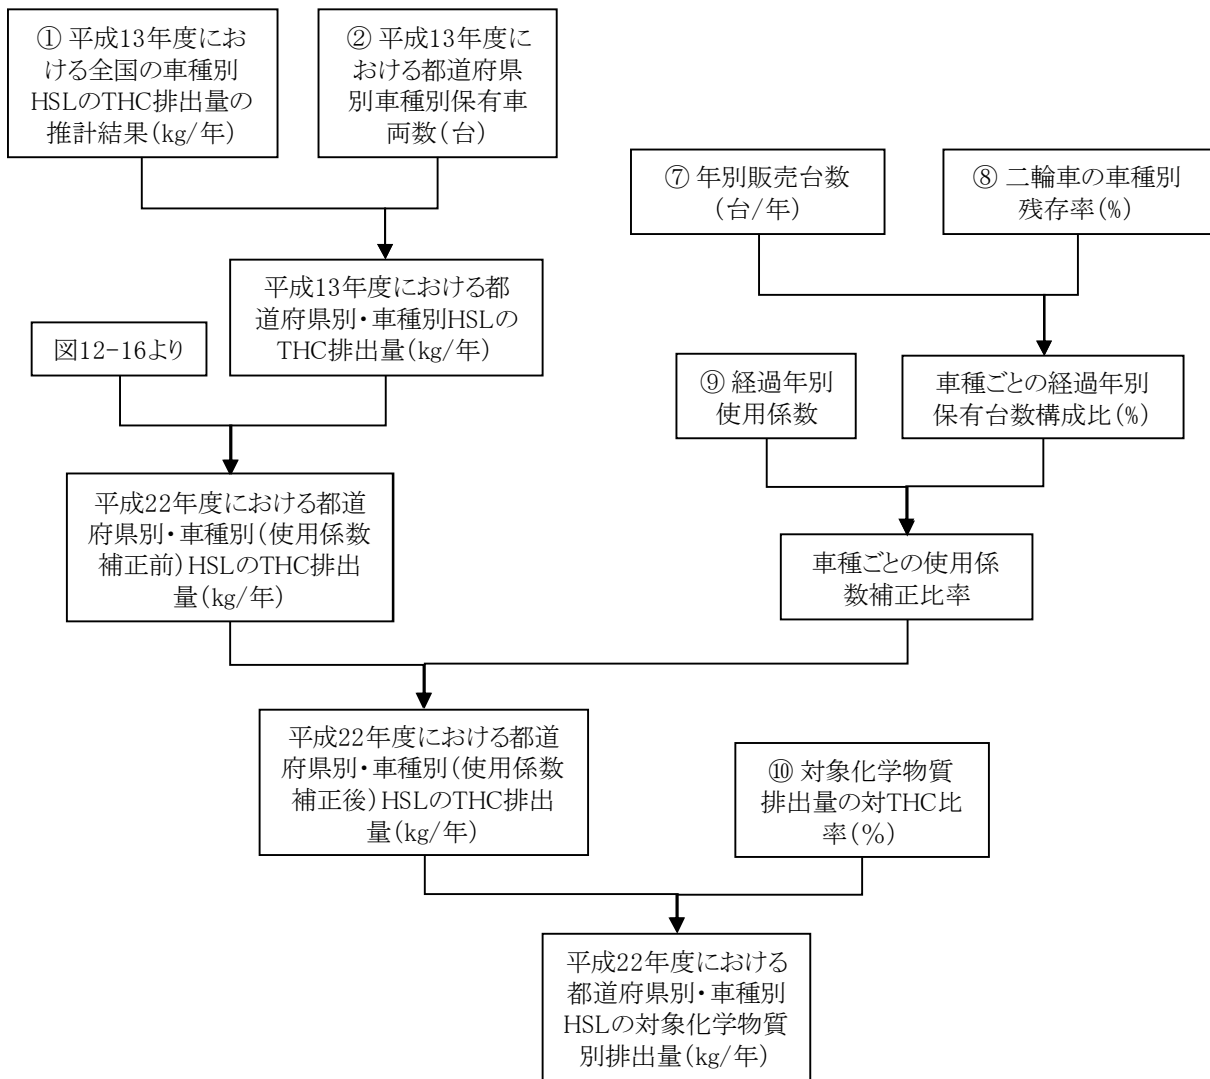 ① 平成13年度にお
ける全国の車種別
HSLのTHC排出量の
推計結果(kg/年)
② 平成13年度に
おける都道府県
別車種別保有車
両数(台)
⑦ 年別販売台数
(台/年)
⑧ 二輪車の車種別
残存率(%)
平成13年度における都
道府県別・車種別HSLの
THC排出量(kg/年)
図12-16より
⑨ 経過年別
使用係数
車種ごとの経過年別
保有台数構成比(%)
平成22年度における都道
府県別・車種別(使用係数
補正前)HSLのTHC排出
量(kg/年)
車種ごとの使用係
数補正比率
平成22年度における都道
府県別・車種別(使用係数
補正後)HSLのTHC排出
量(kg/年)
⑩ 対象化学物質
排出量の対THC比
率(%)
平成22年度における
都道府県別・車種別
HSLの対象化学物質
別排出量(kg/年)